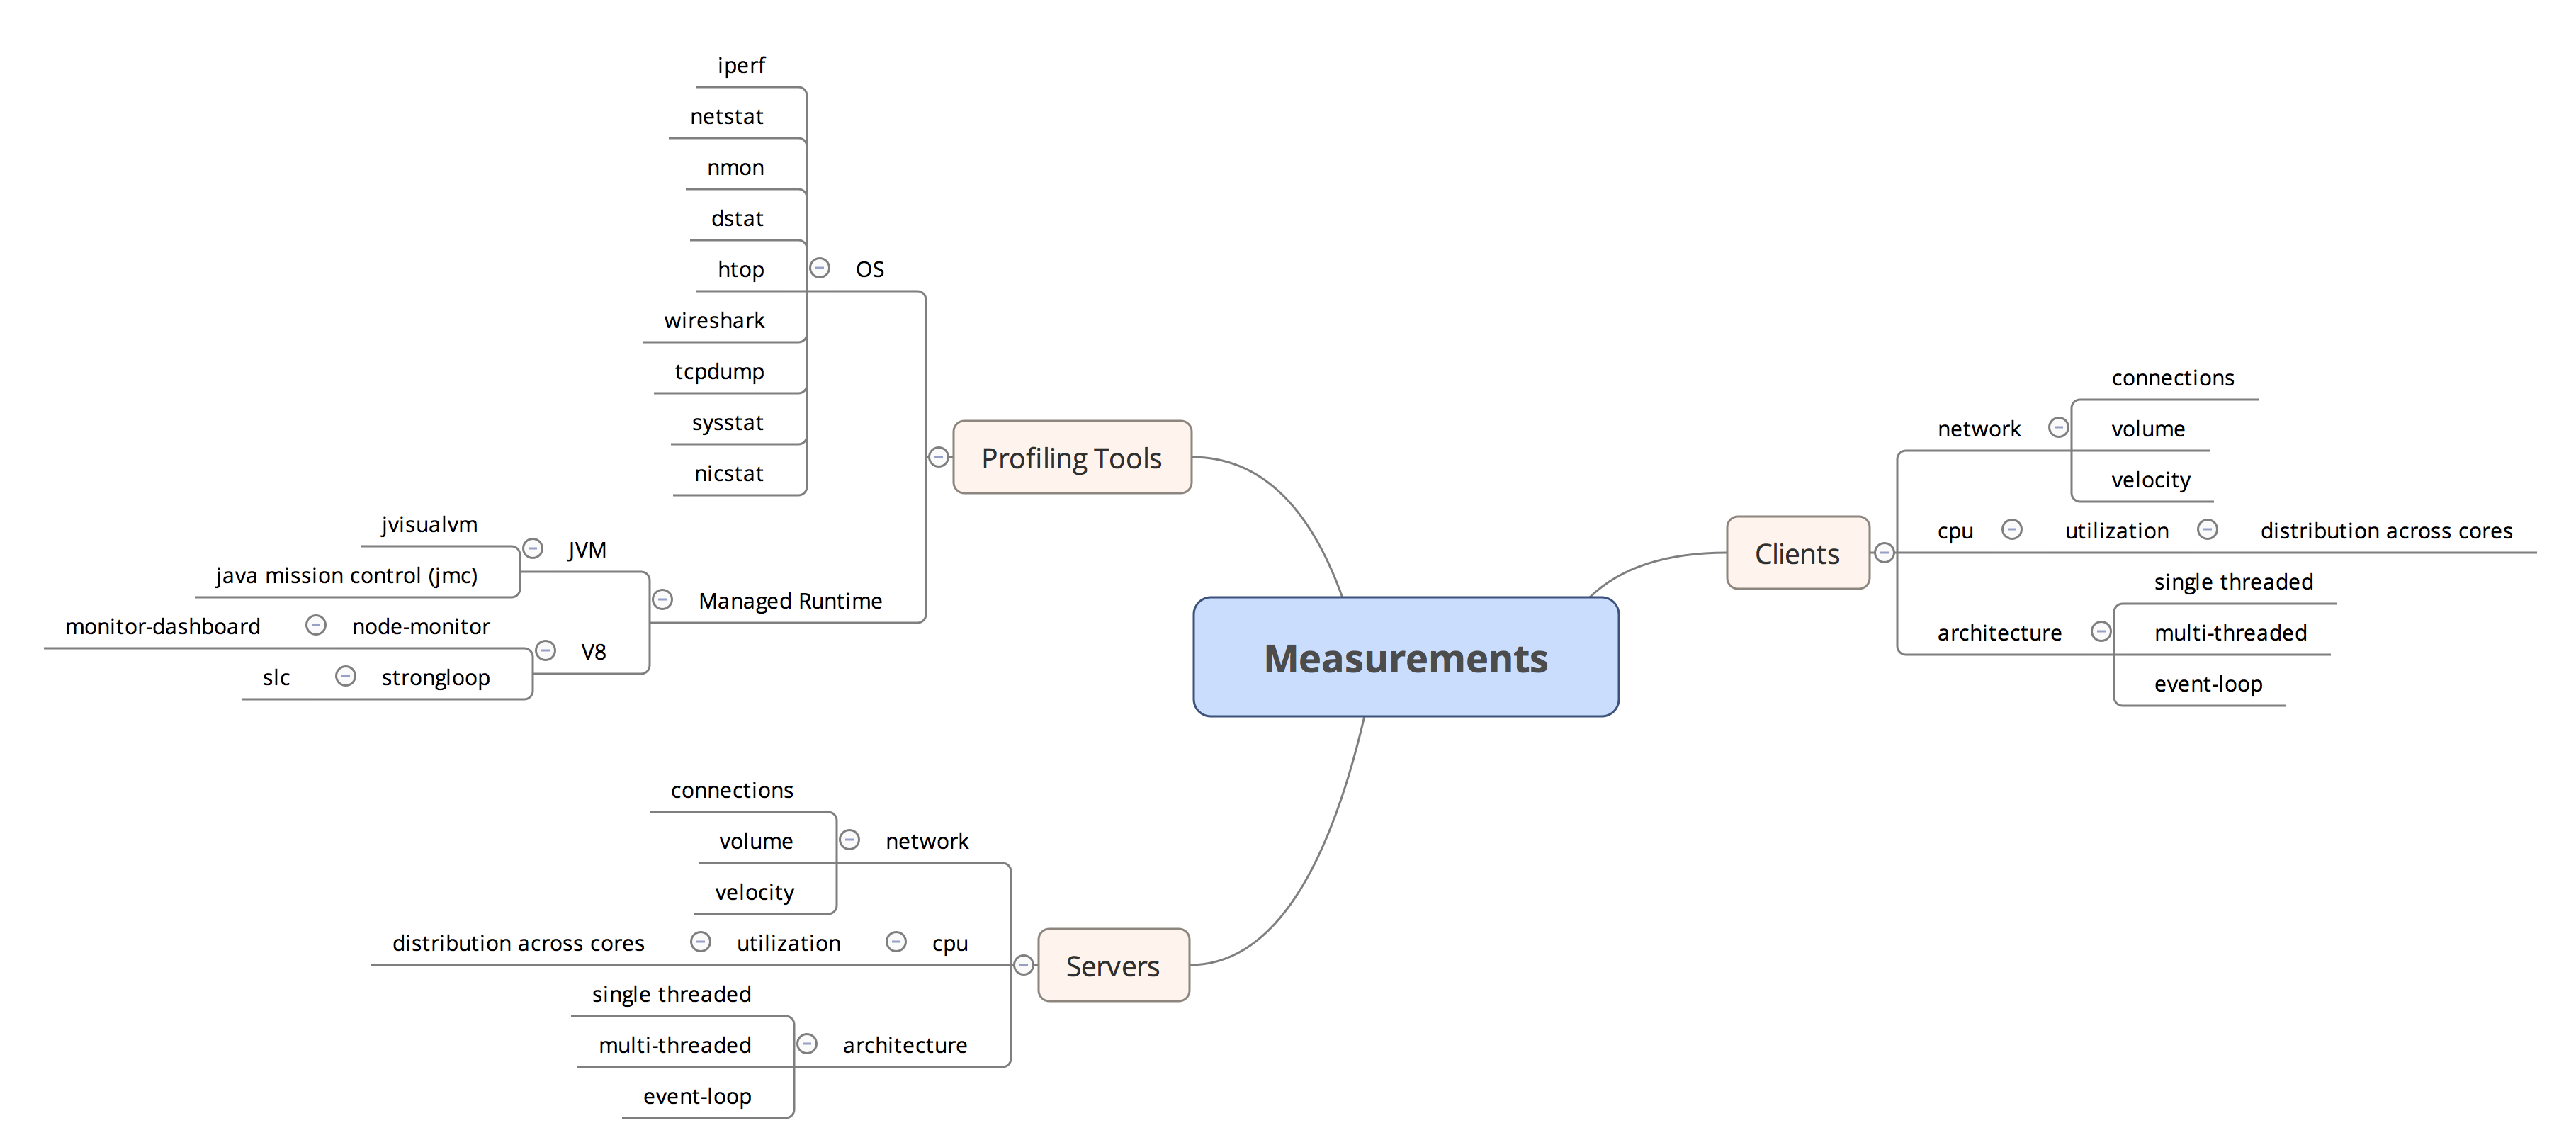 iperf
netstat
nmon
dstat
htop
OS
wireshark
tcpdump
sysstat
nicstat
Profiling Tools
jvisualvm
JVM
java mission control (jmc)
Managed Runtime
monitor-dashboard
node-monitor
V8
slc
strongloop
Measurements
Clients
network
connections
volume
velocity
cpu
utilization
distribution across cores
architecture
single threaded
multi-threaded
event-loop
connections
volume
network
velocity
distribution across cores
utilization
cpu
Servers
single threaded
multi-threaded
architecture
event-loop